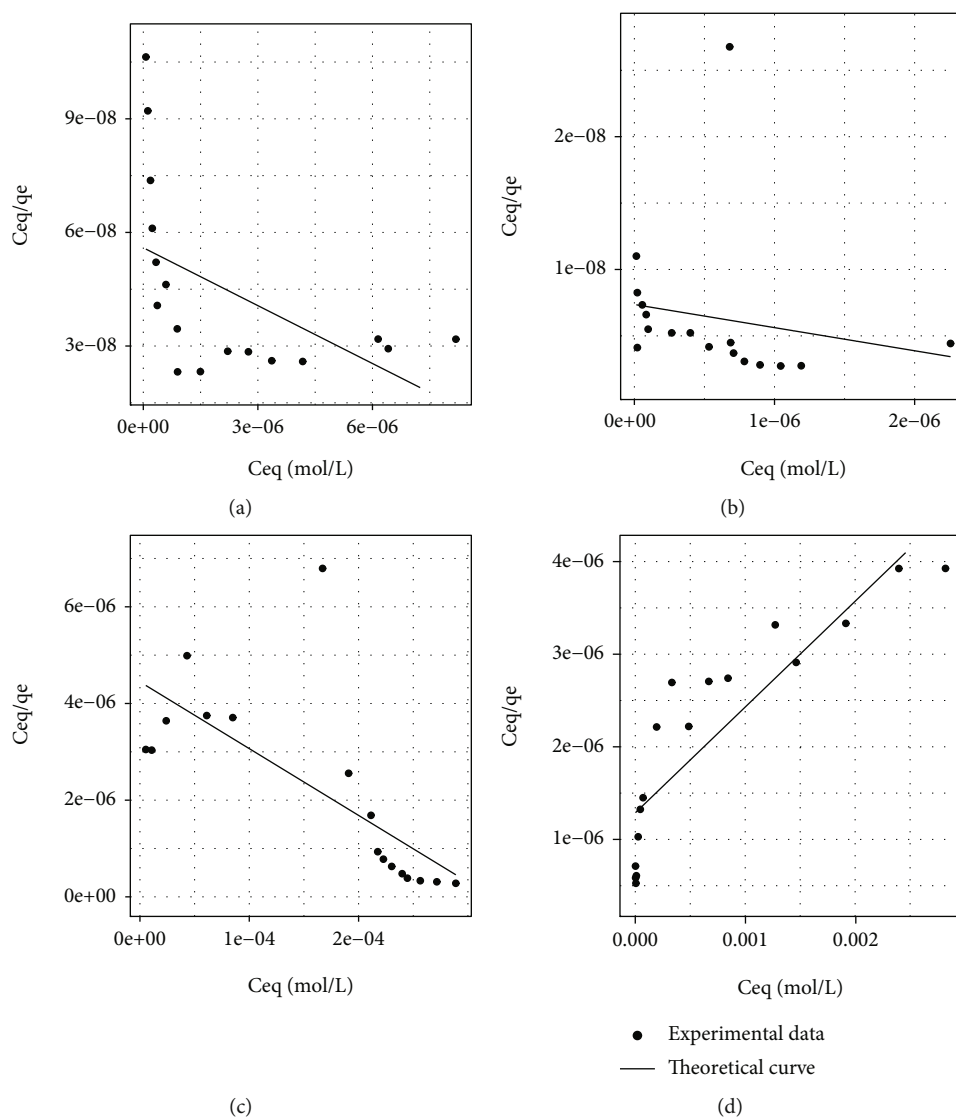 9e−08
6e−08
3e−08
Ceq/qe
0e+00 3e−06 6e−06
Ceq (mol/L)
(a)
2e−08
1e−08
Ceq/qe
0e+00 1e−06 2e−06
Ceq (mol/L)
(b)
6e−06
4e−06
2e−06
0e+00
Ceq/qe
0e+00 1e−04 2e−04
Ceq (mol/L)
(c)
4e−06
3e−06
2e−06
1e−06
Ceq/qe
0.000 0.001 0.002
Ceq (mol/L)
Experimental data
Theoretical curve
(d)